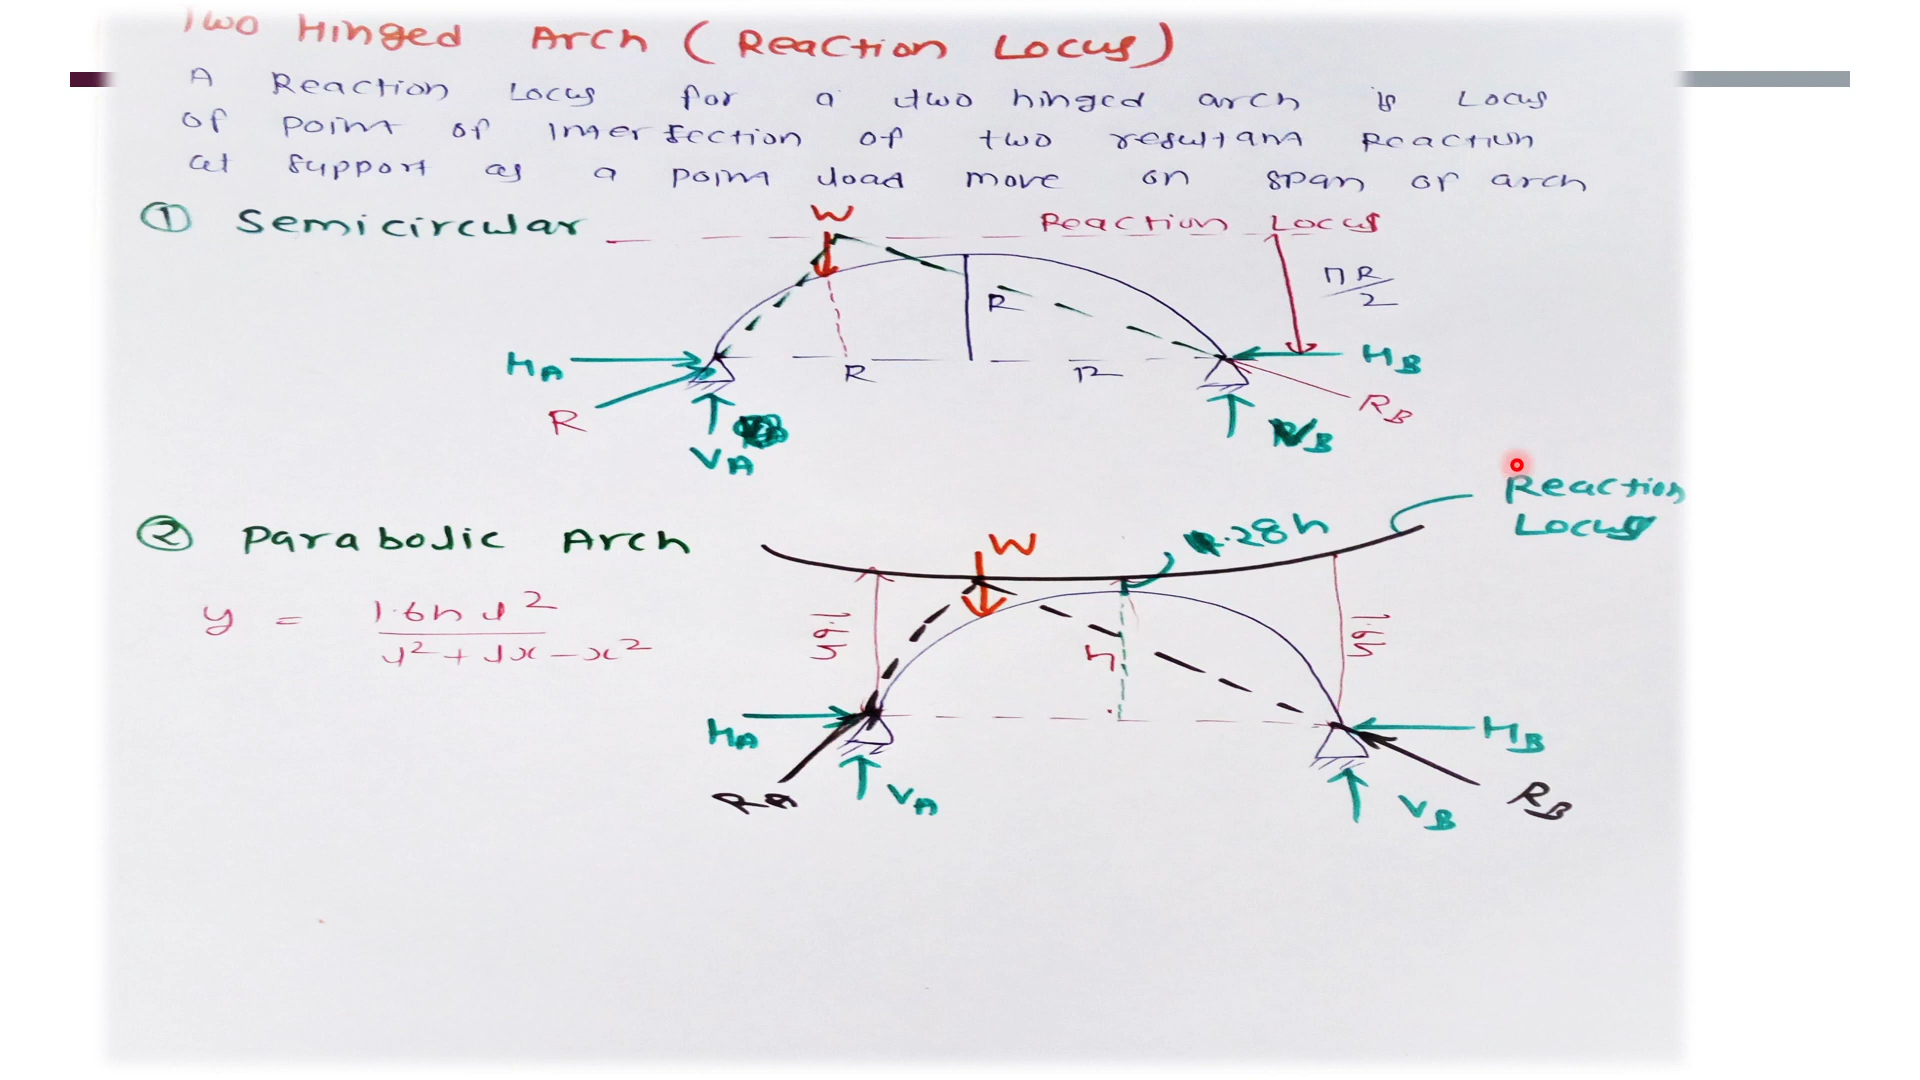 Two Hinged Arch (Reaction Locus)
A Reaction Locus for a two hinged arch is Locus
of point of intersection of two resultant Reaction
at support as a point load move on span of arch
① Semicircular
W
Reaction Locus
πR/2
R
HA
R
R
HB
R
RB
VA
VB
Reaction
Locus
② Parabolic Arch
W
.28h
y = 1.6h l² / l² + lx - x²
1.6h
h
1.6h
HA
HB
RA
VA
VB
RB